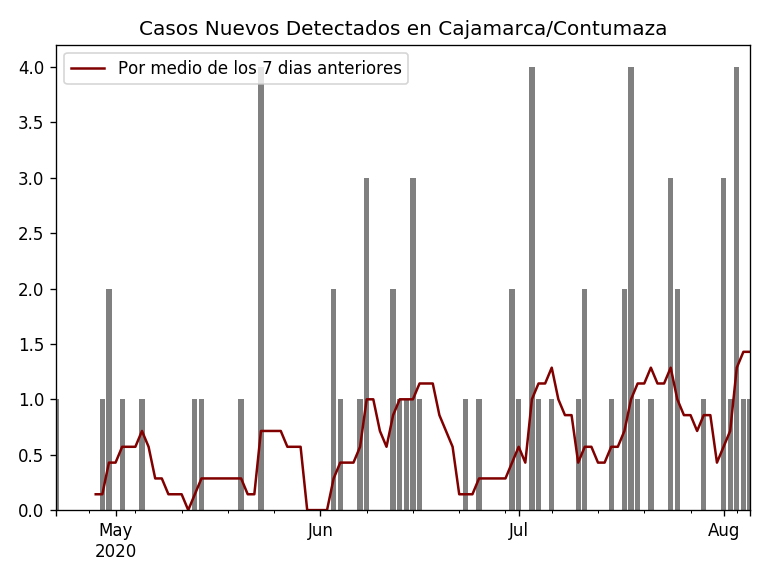 Casos Nuevos Detectados en Cajamarca/Contumaza
Por medio de los 7 dias anteriores
4.0
3.5
3.0
2.5
2.0
1.5
1.0
0.5
0.0
May
2020
Jun
Jul
Aug